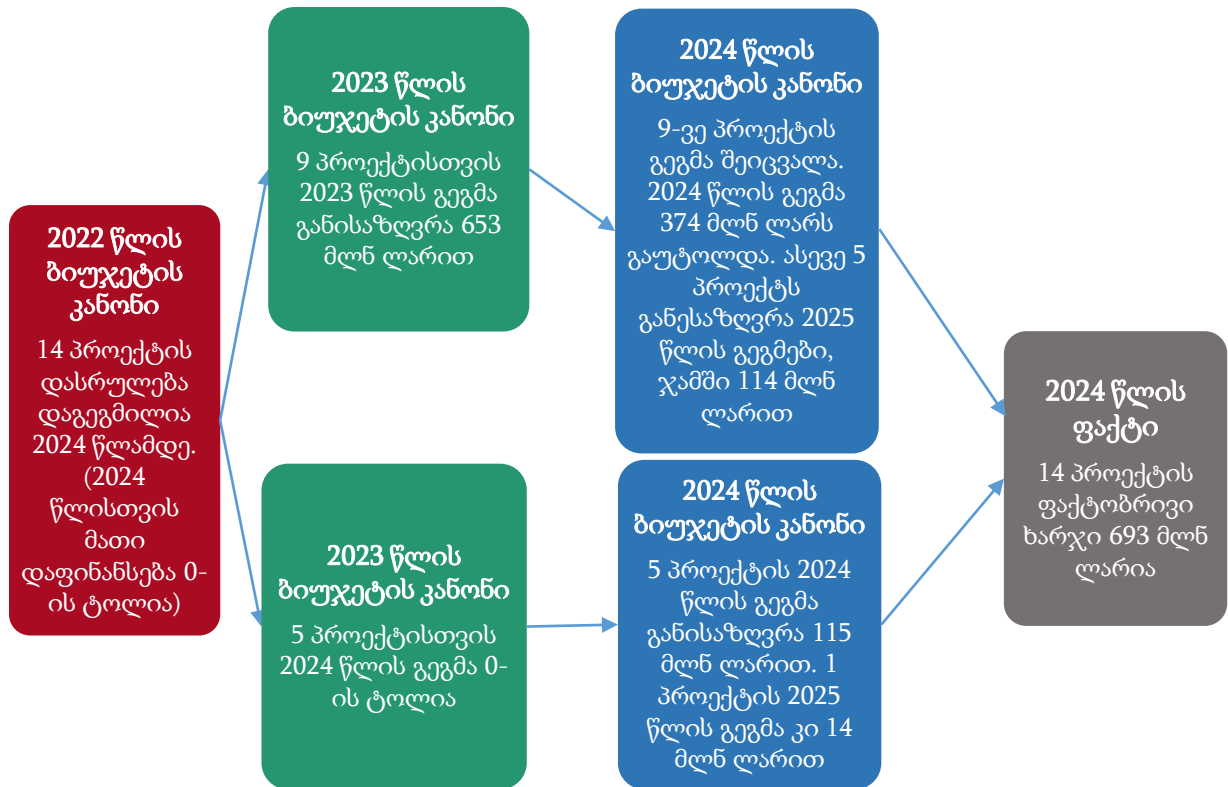 2022 წლის
ბიუჯეტის
კანონი
14 პროექტის
დასრულება
დაგეგმილია
2024 წლამდე.
(2024
წლისთვის
მათი
დაფინანსება 0-
ის ტოლია)
2023 წლის
ბიუჯეტის კანონი
9 პროექტისთვის
2023 წლის გეგმა
განისაზღვრა 653
მლნ ლარით
2023 წლის
ბიუჯეტის კანონი
5 პროექტისთვის
2024 წლის გეგმა 0-
ის ტოლია
2024 წლის
ბიუჯეტის კანონი
9-ვე პროექტის
გეგმა შეიცვალა.
2024 წლის გეგმა
374 მლნ ლარს
გაუტოლდა. ასევე 5
პროექტს
განესაზღვრა 2025
წლის გეგმები,
ჯამში 114 მლნ
ლარით
2024 წლის
ბიუჯეტის კანონი
5 პროექტის 2024
წლის გეგმა
განისაზღვრა 115
მლნ ლარით. 1
პროექტის 2025
წლის გეგმა კი 14
მლნ ლარით
2024 წლის
ფაქტი
14 პროექტის
ფაქტობრივი
ხარჯი 693 მლნ
ლარია